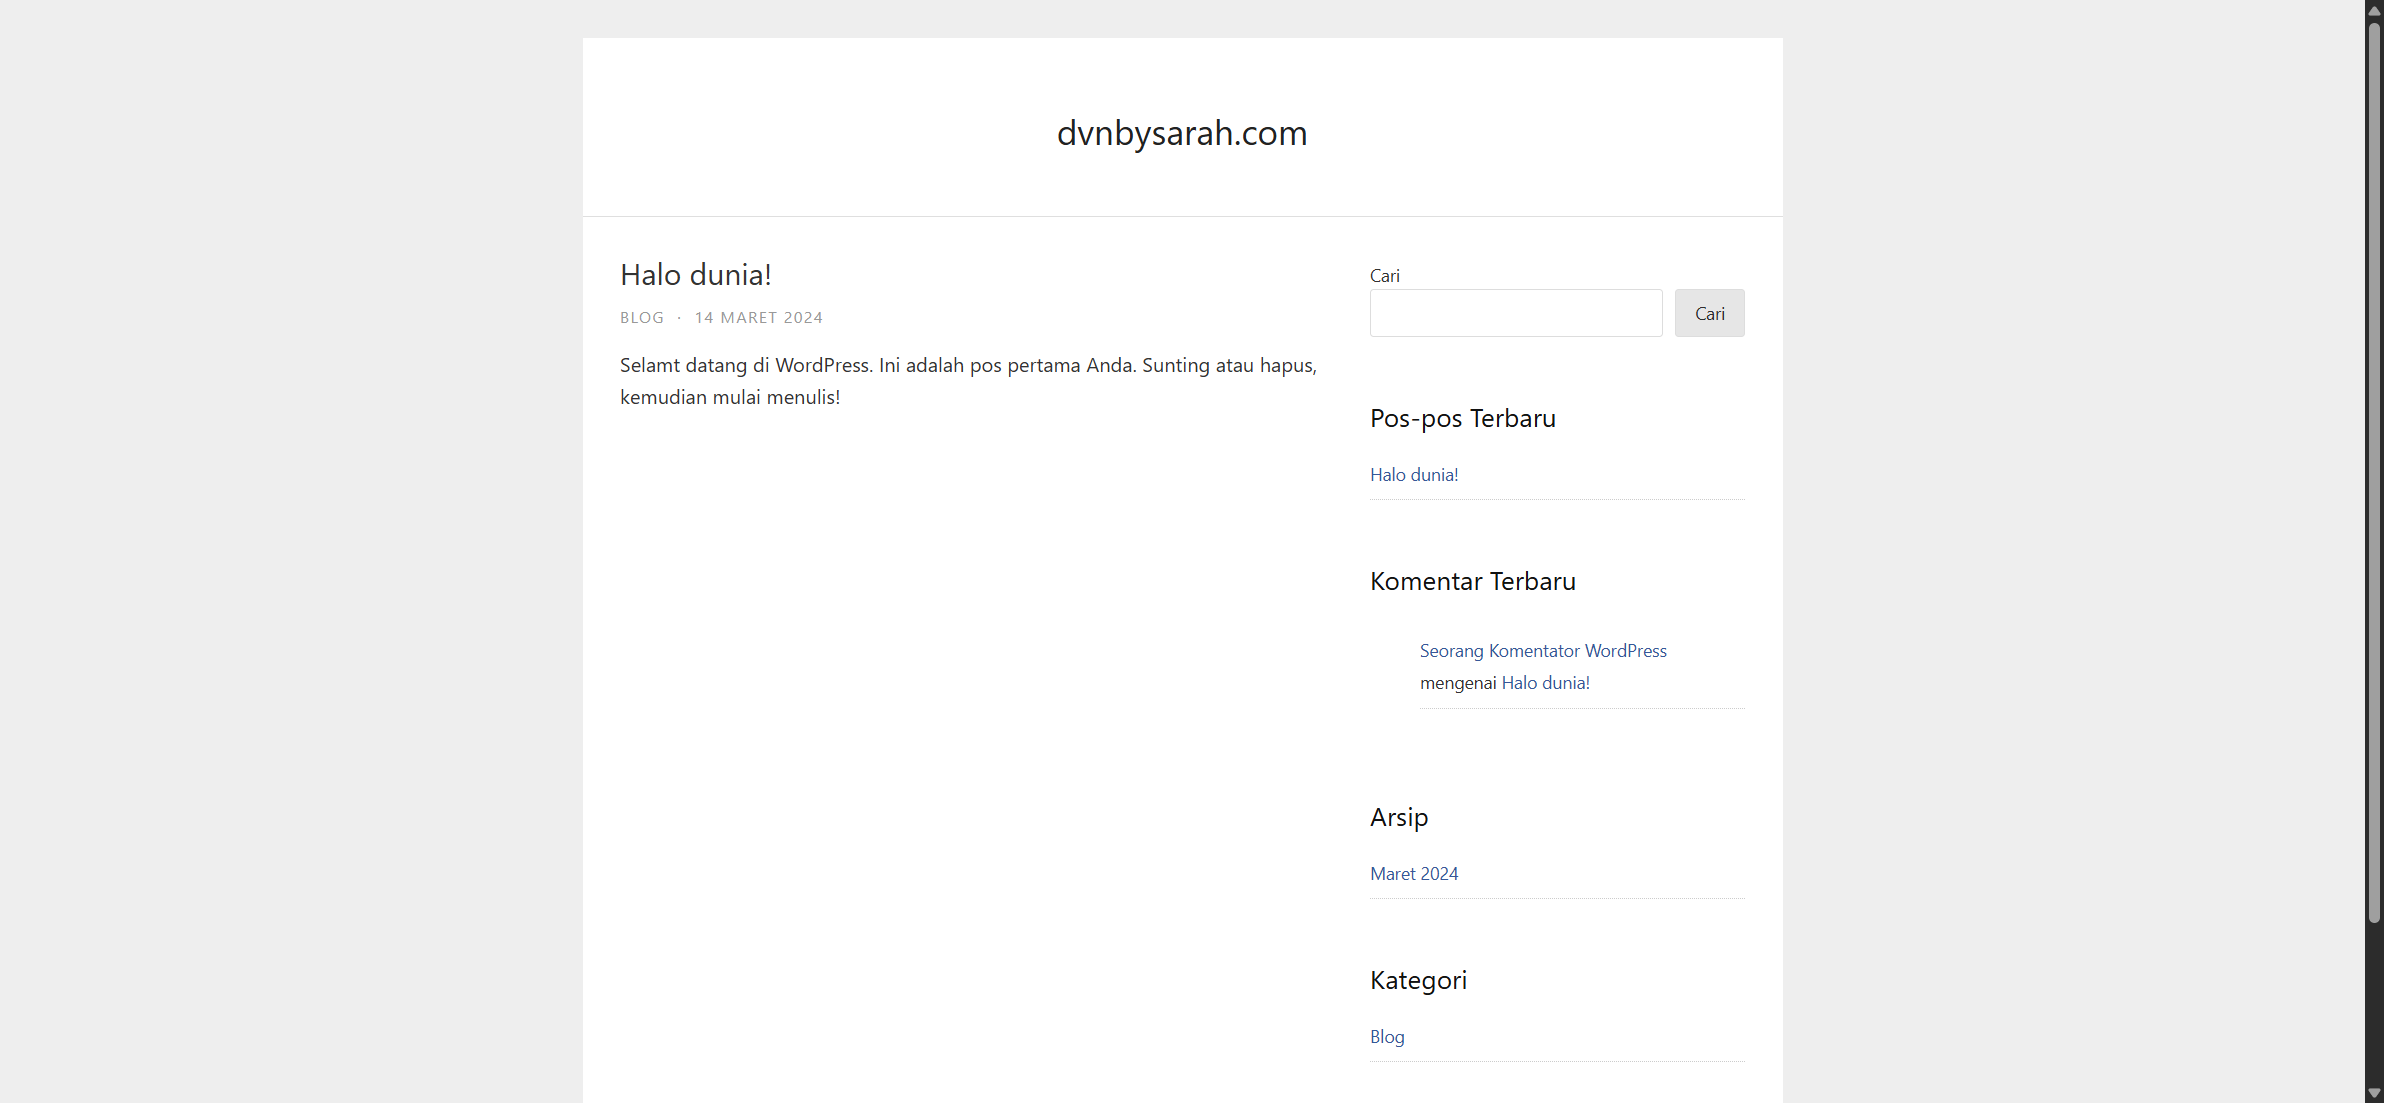 dvnbysarah.com
Halo dunia!
BLOG · 14 MARET 2024
Selamt datang di WordPress. Ini adalah pos pertama Anda. Sunting atau hapus,
kemudian mulai menulis!
Cari
Cari
Pos-pos Terbaru
Halo dunia!
Komentar Terbaru
Seorang Komentator WordPress
mengenai Halo dunia!
Arsip
Maret 2024
Kategori
Blog